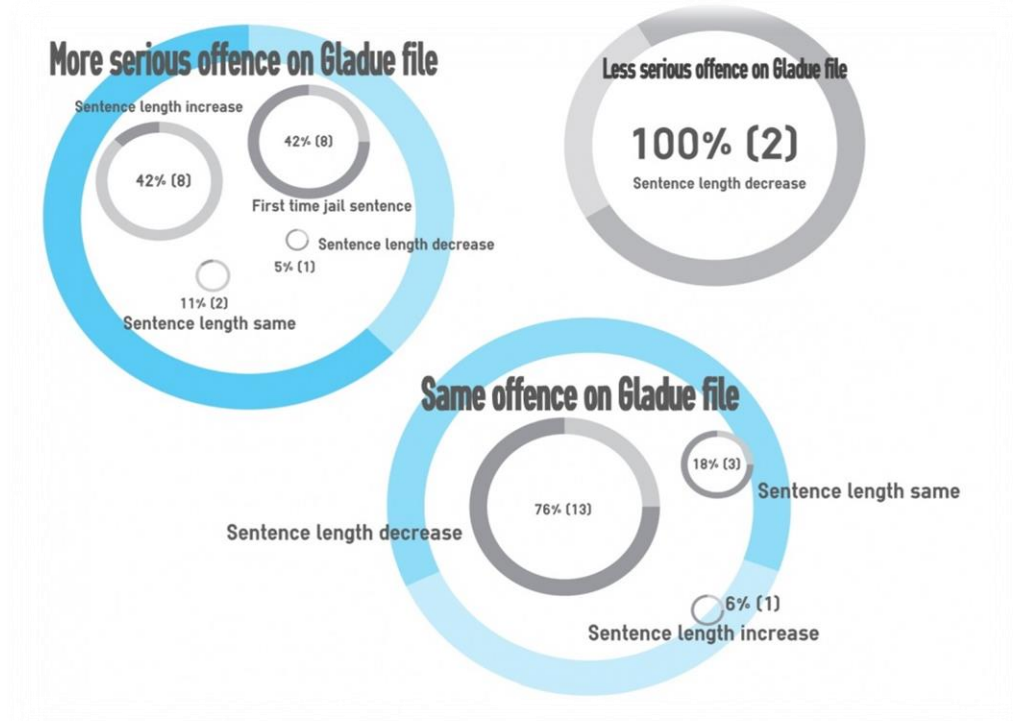 More serious offence on Gladue file
Sentence length increase
42% (8)
42% (8)
First time jail sentence
Sentence length decrease
5% (1)
11% (2)
Sentence length same
Less serious offence on Gladue file
100% (2)
Sentence length decrease
Same offence on Gladue file
18% (3)
Sentence length same
76% (13)
Sentence length decrease
6% (1)
Sentence length increase